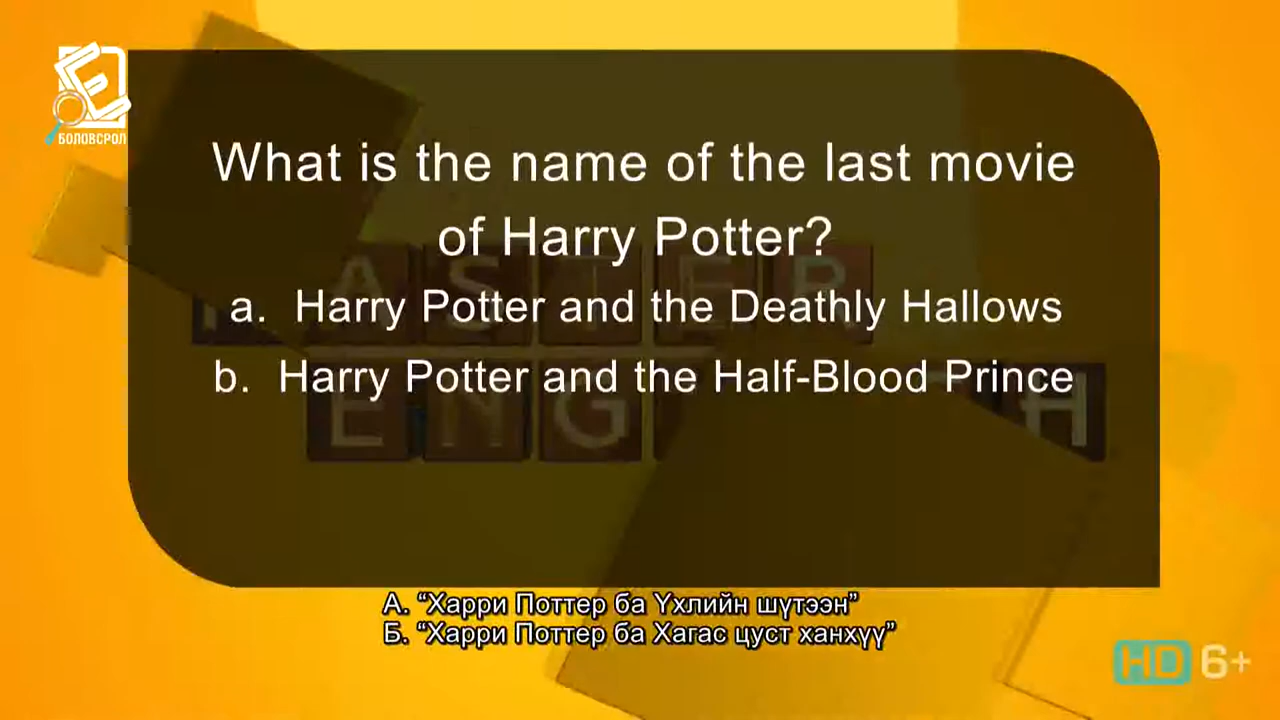 БОЛОВСРОЛ
What is the name of the last movie
of Harry Potter?
a. Harry Potter and the Deathly Hallows
b. Harry Potter and the Half-Blood Prince
ASTER
ENG H
А. “Харри Поттер ба Үхлийн шүтээн”
Б. “Харри Поттер ба Хагас цуст ханхүү”
HD 6+